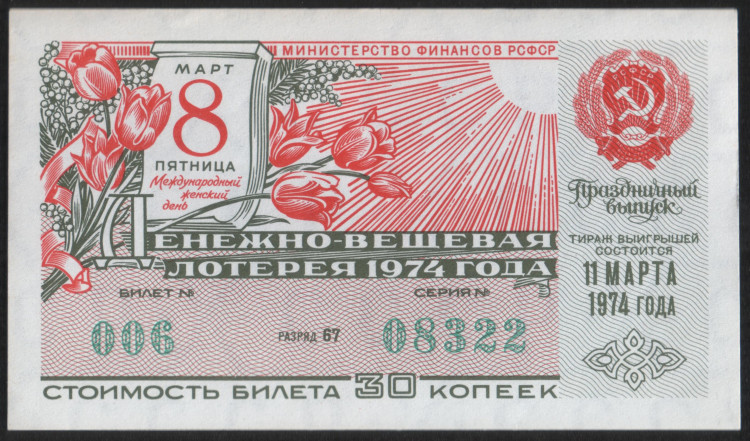 МИНИСТЕРСТВО ФИНАНСОВ РСФСР
МАРТ
8
ПЯТНИЦА
Международный
женский
день
ДЕНЕЖНО-ВЕЩЕВАЯ
ЛОТЕРЕЯ 1974 ГОДА
БИЛЕТ №
СЕРИЯ №
006
РАЗРЯД 67
08322
СТОИМОСТЬ БИЛЕТА 30 КОПЕЕК
Праздничный
выпуск
ТИРАЖ ВЫИГРЫШЕЙ
СОСТОИТСЯ
11 МАРТА
1974 ГОДА